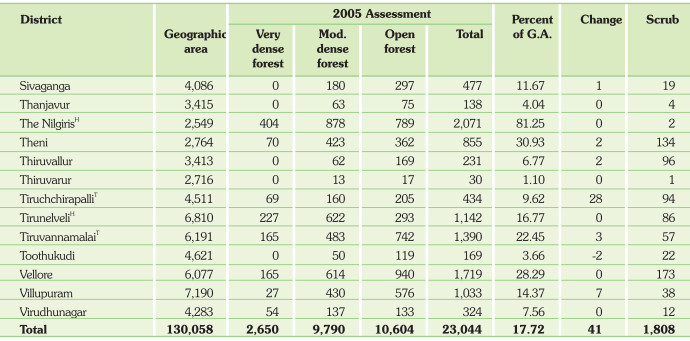 District Geographic area 2005 Assessment Percent of G.A. Change Scrub
Very dense forest Mod. dense forest Open forest Total
Sivaganga 4,086 0 180 297 477 11.67 1 19
Thanjavur 3,415 0 63 75 138 4.04 0 4
The Nilgiris^H 2,549 404 878 789 2,071 81.25 0 2
Theni 2,764 70 423 362 855 30.93 2 134
Thiruvallur 3,413 0 62 169 231 6.77 2 96
Thiruvarur 2,716 0 13 17 30 1.10 0 1
Tiruchchirapalli^T 4,511 69 160 205 434 9.62 28 94
Tirunelveli^H 6,810 227 622 293 1,142 16.77 0 86
Tiruvannamalai^T 6,191 165 483 742 1,390 22.45 3 57
Toothukudi 4,621 0 50 119 169 3.66 -2 22
Vellore 6,077 165 614 940 1,719 28.29 0 173
Villupuram 7,190 27 430 576 1,033 14.37 7 38
Virudhunagar 4,283 54 137 133 324 7.56 0 12
Total 130,058 2,650 9,790 10,604 23,044 17.72 41 1,808